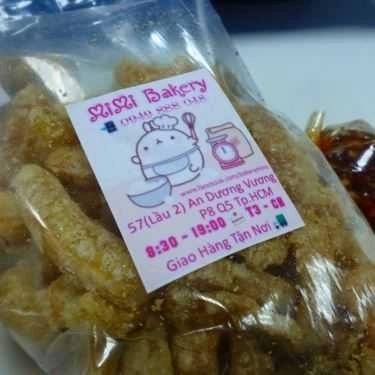 MiMi Bakery
0949 888 948
57(Lầu 2) An Dương Vương
P8 Q5 Tp.HCM
8:30 - 19:00 T3 - CN
Giao Hàng Tận Nơi